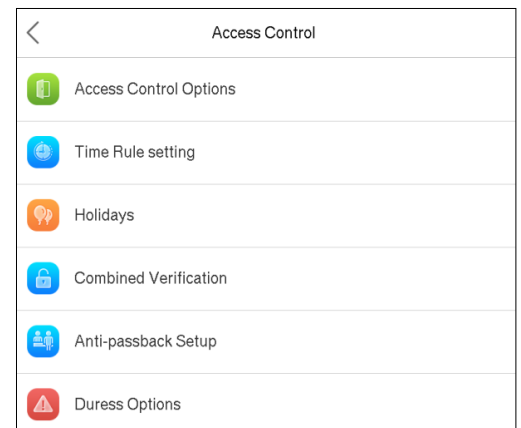 Access Control
Access Control Options
Time Rule setting
Holidays
Combined Verification
Anti-passback Setup
Duress Options